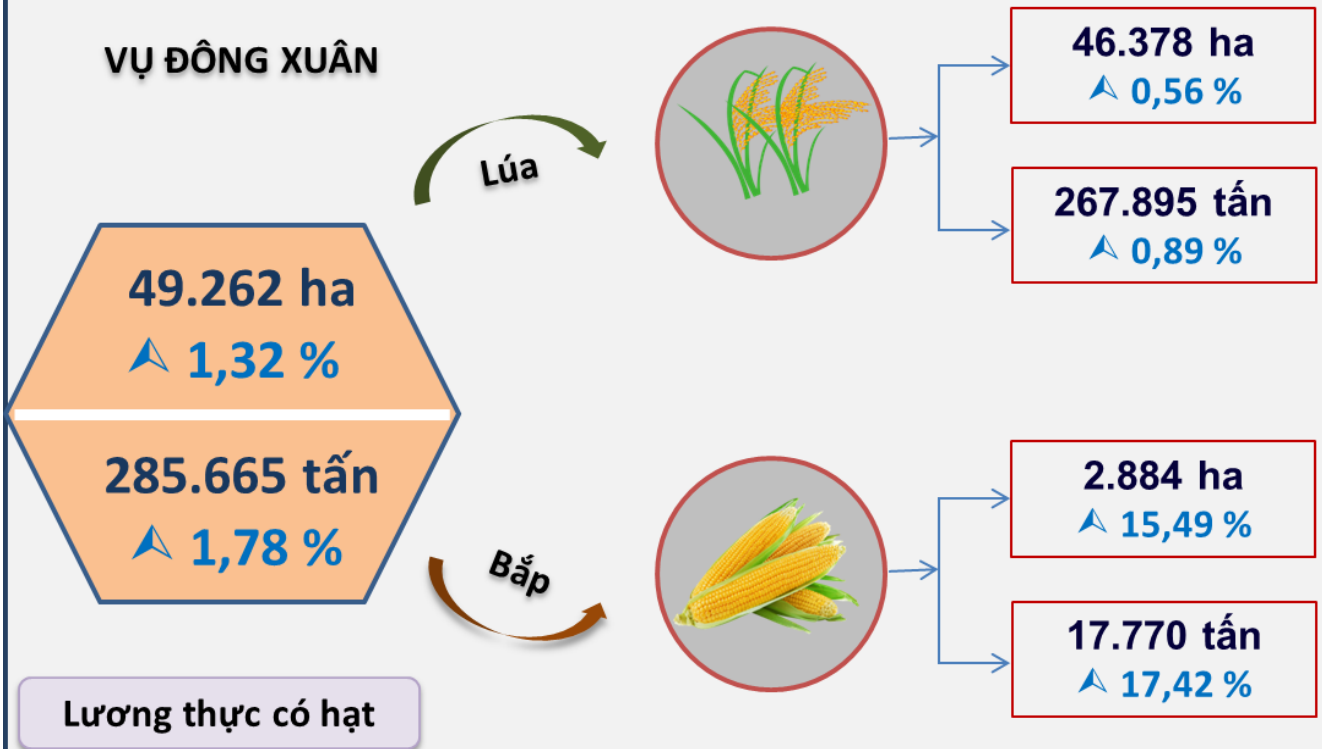 VỤ ĐÔNG XUÂN
49.262 ha
1,32 %
285.665 tấn
1,78 %
Lương thực có hạt
Lúa
46.378 ha
0,56 %
267.895 tấn
0,89 %
Bắp
2.884 ha
15,49 %
17.770 tấn
17,42 %